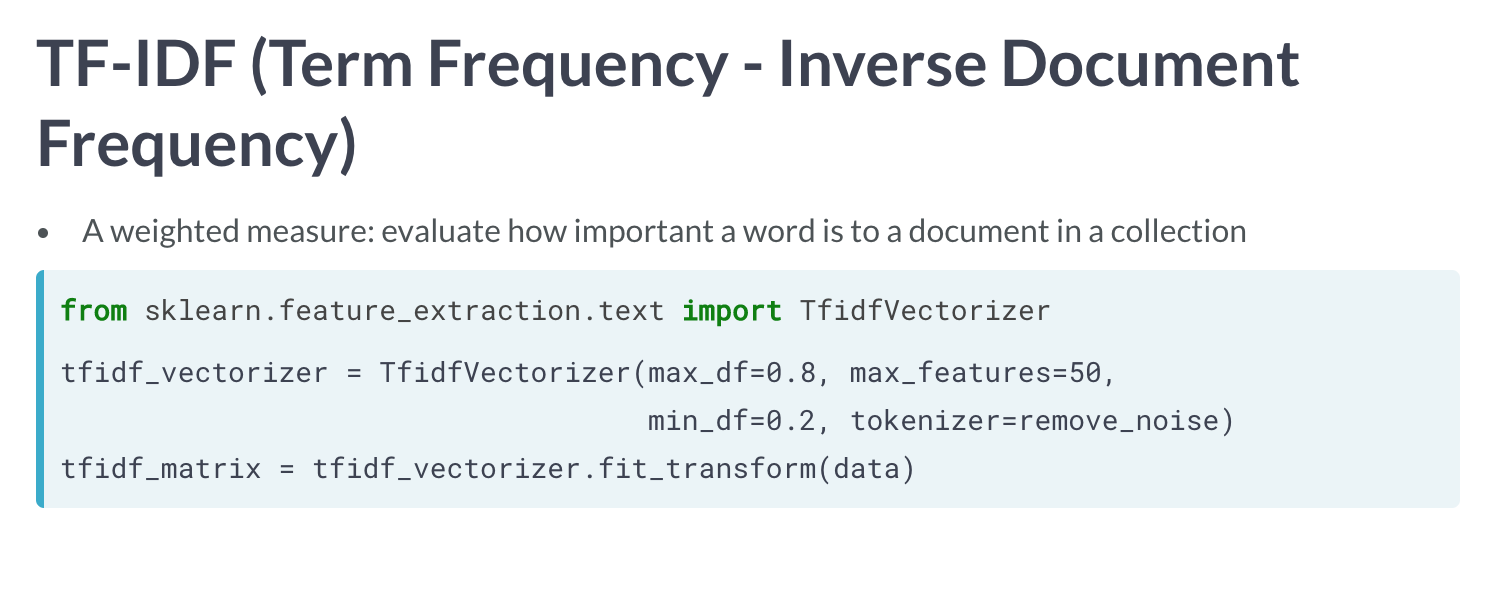 TF-IDF (Term Frequency - Inverse Document
Frequency)
• A weighted measure: evaluate how important a word is to a document in a collection
from sklearn.feature_extraction.text import TfidfVectorizer
tfidf_vectorizer = TfidfVectorizer(max_df=0.8, max_features=50,
                                   min_df=0.2, tokenizer=remove_noise)
tfidf_matrix = tfidf_vectorizer.fit_transform(data)